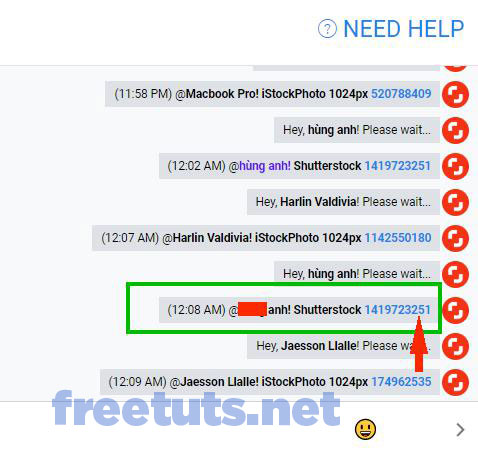 NEED HELP
(11:58 PM) @Macbook Pro! iStockPhoto 1024px 520788409
Hey, hùng anh! Please wait...
(12:02 AM) @hùng anh! Shutterstock 1419723251
Hey, Harlin Valdivia! Please wait...
(12:07 AM) @Harlin Valdivia! iStockPhoto 1024px 1142550180
Hey, hùng anh! Please wait...
(12:08 AM) @ anh! Shutterstock 1419723251
Hey, Jaesson Llalle! Please wait...
(12:09 AM) @Jaesson Llalle! iStockPhoto 1024px 174962535
freetuts.net